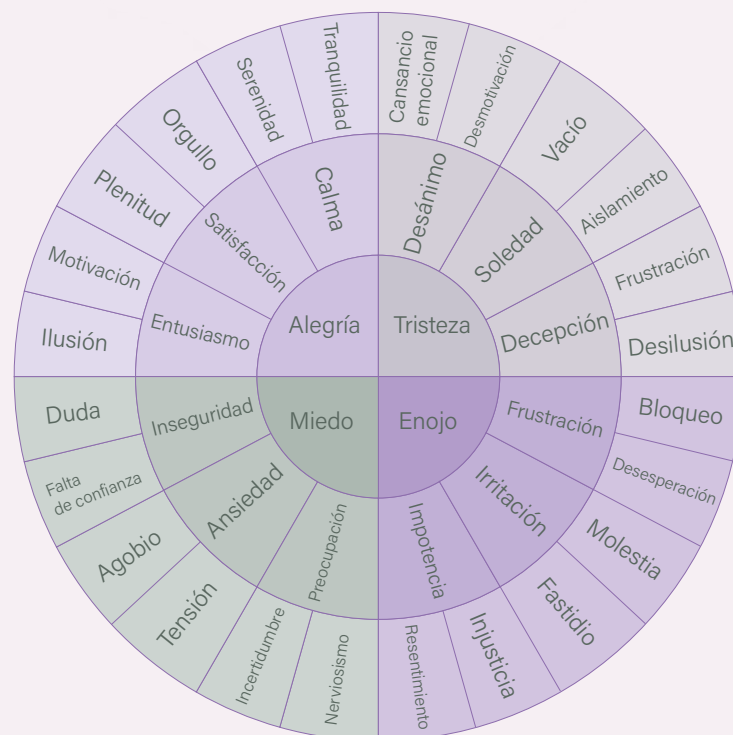 Alegría
Tristeza
Enojo
Miedo
Entusiasmo
Satisfacción
Calma
Desánimo
Soledad
Decepción
Frustración
Irritación
Impotencia
Preocupación
Ansiedad
Inseguridad
Ilusión
Motivación
Plenitud
Orgullo
Serenidad
Tranquilidad
Cansancio
emocional
Desmotivación
Vacío
Aislamiento
Frustración
Desilusión
Bloqueo
Desesperación
Molestia
Fastidio
Injusticia
Resentimiento
Nerviosismo
Incertidumbre
Tensión
Agobio
Falta
de confianza
Duda